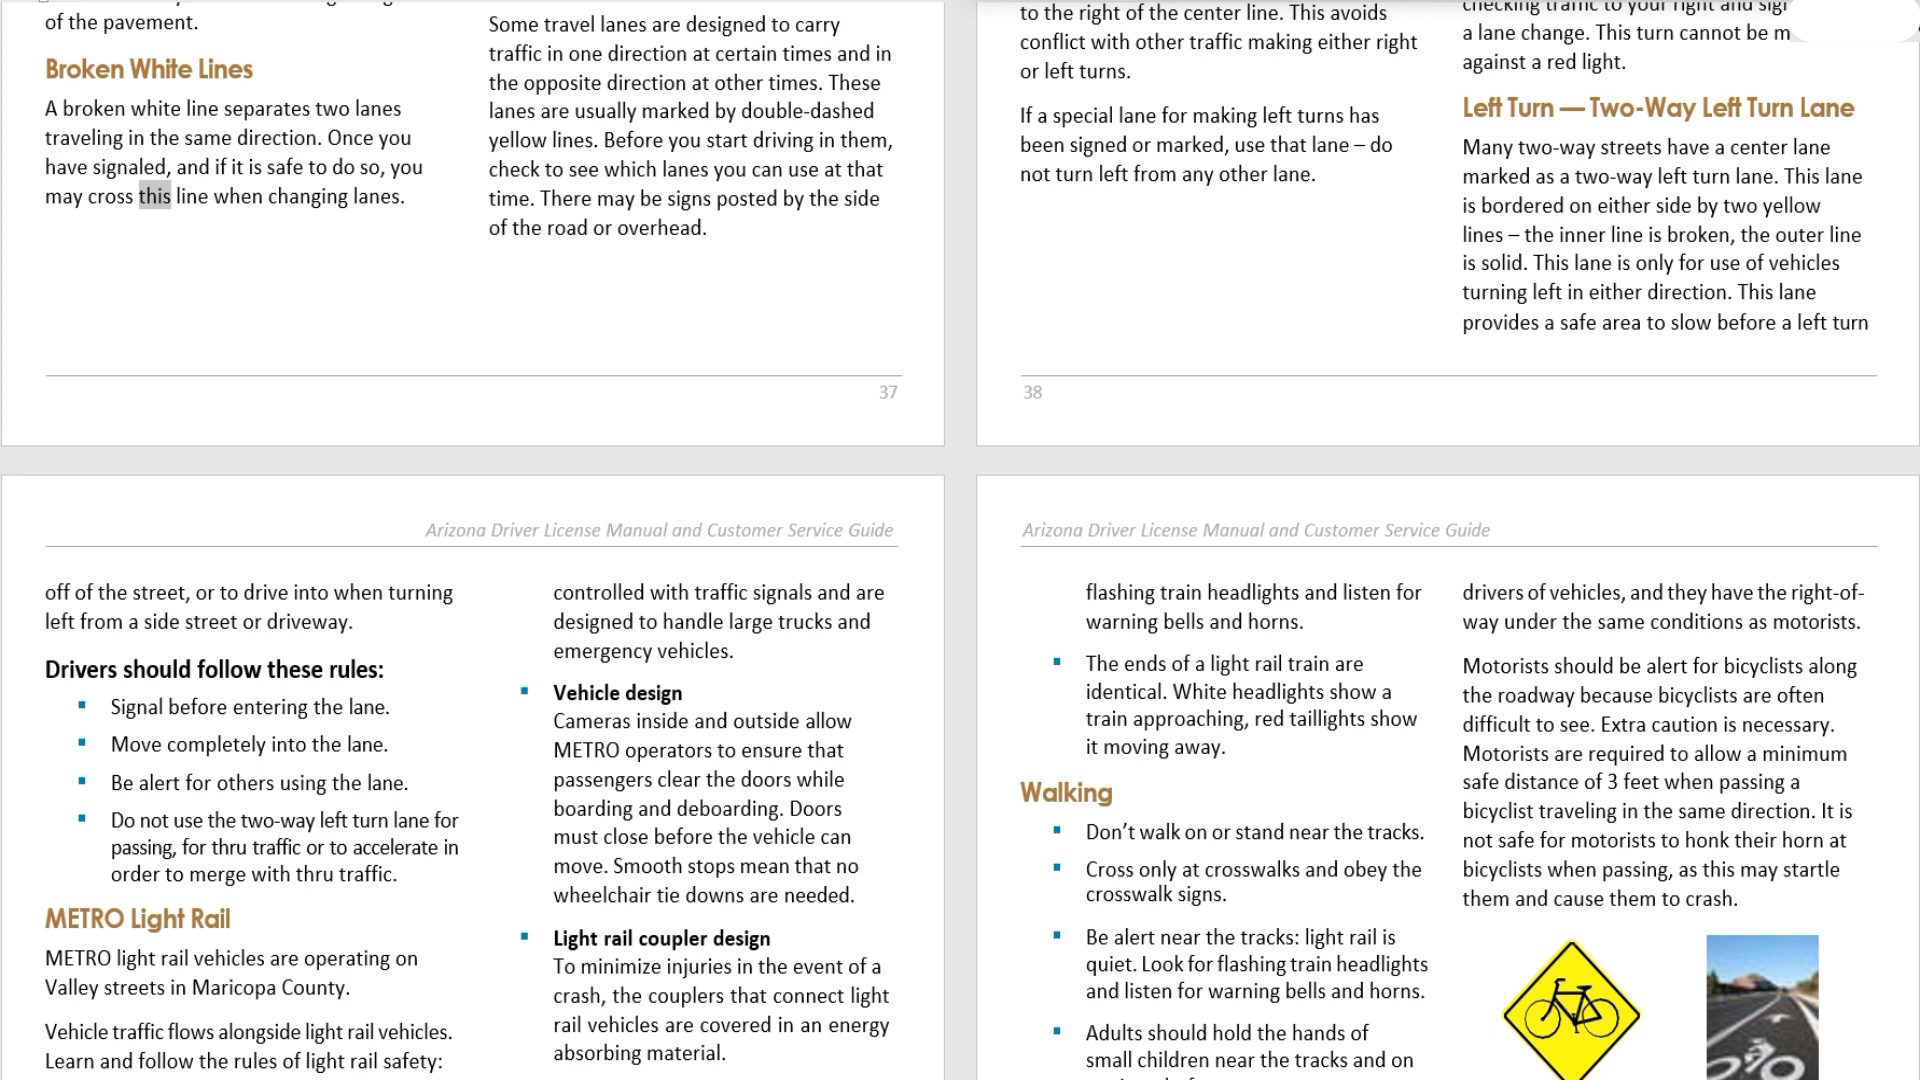 of the pavement.
Broken White Lines
A broken white line separates two lanes
traveling in the same direction. Once you
have signaled, and if it is safe to do so, you
may cross this line when changing lanes.
Some travel lanes are designed to carry
traffic in one direction at certain times and in
the opposite direction at other times. These
lanes are usually marked by double-dashed
yellow lines. Before you start driving in them,
check to see which lanes you can use at that
time. There may be signs posted by the side
of the road or overhead.
37
to the right of the center line. This avoids
conflict with other traffic making either right
or left turns.
If a special lane for making left turns has
been signed or marked, use that lane – do
not turn left from any other lane.
checking traffic to your right and
a lane change. This turn cannot be
against a red light.
Left Turn — Two-Way Left Turn Lane
Many two-way streets have a center lane
marked as a two-way left turn lane. This lane
is bordered on either side by two yellow
lines – the inner line is broken, the outer line
is solid. This lane is only for use of vehicles
turning left in either direction. This lane
provides a safe area to slow before a left turn
38
Arizona Driver License Manual and Customer Service Guide
off of the street, or to drive into when turning
left from a side street or driveway.
Drivers should follow these rules:
▪ Signal before entering the lane.
▪ Move completely into the lane.
▪ Be alert for others using the lane.
▪ Do not use the two-way left turn lane for
passing, for thru traffic or to accelerate in
order to merge with thru traffic.
METRO Light Rail
METRO light rail vehicles are operating on
Valley streets in Maricopa County.
Vehicle traffic flows alongside light rail vehicles.
Learn and follow the rules of light rail safety:
controlled with traffic signals and are
designed to handle large trucks and
emergency vehicles.
▪ Vehicle design
Cameras inside and outside allow
METRO operators to ensure that
passengers clear the doors while
boarding and deboarding. Doors
must close before the vehicle can
move. Smooth stops mean that no
wheelchair tie downs are needed.
▪ Light rail coupler design
To minimize injuries in the event of a
crash, the couplers that connect light
rail vehicles are covered in an energy
absorbing material.
Arizona Driver License Manual and Customer Service Guide
flashing train headlights and listen for
warning bells and horns.
▪ The ends of a light rail train are
identical. White headlights show a
train approaching, red taillights show
it moving away.
Walking
▪ Don’t walk on or stand near the tracks.
▪ Cross only at crosswalks and obey the
crosswalk signs.
▪ Be alert near the tracks: light rail is
quiet. Look for flashing train headlights
and listen for warning bells and horns.
▪ Adults should hold the hands of
small children near the tracks and on
drivers of vehicles, and they have the right-of-
way under the same conditions as motorists.
Motorists should be alert for bicyclists along
the roadway because bicyclists are often
difficult to see. Extra caution is necessary.
Motorists are required to allow a minimum
safe distance of 3 feet when passing a
bicyclist traveling in the same direction. It is
not safe for motorists to honk their horn at
bicyclists when passing, as this may startle
them and cause them to crash.